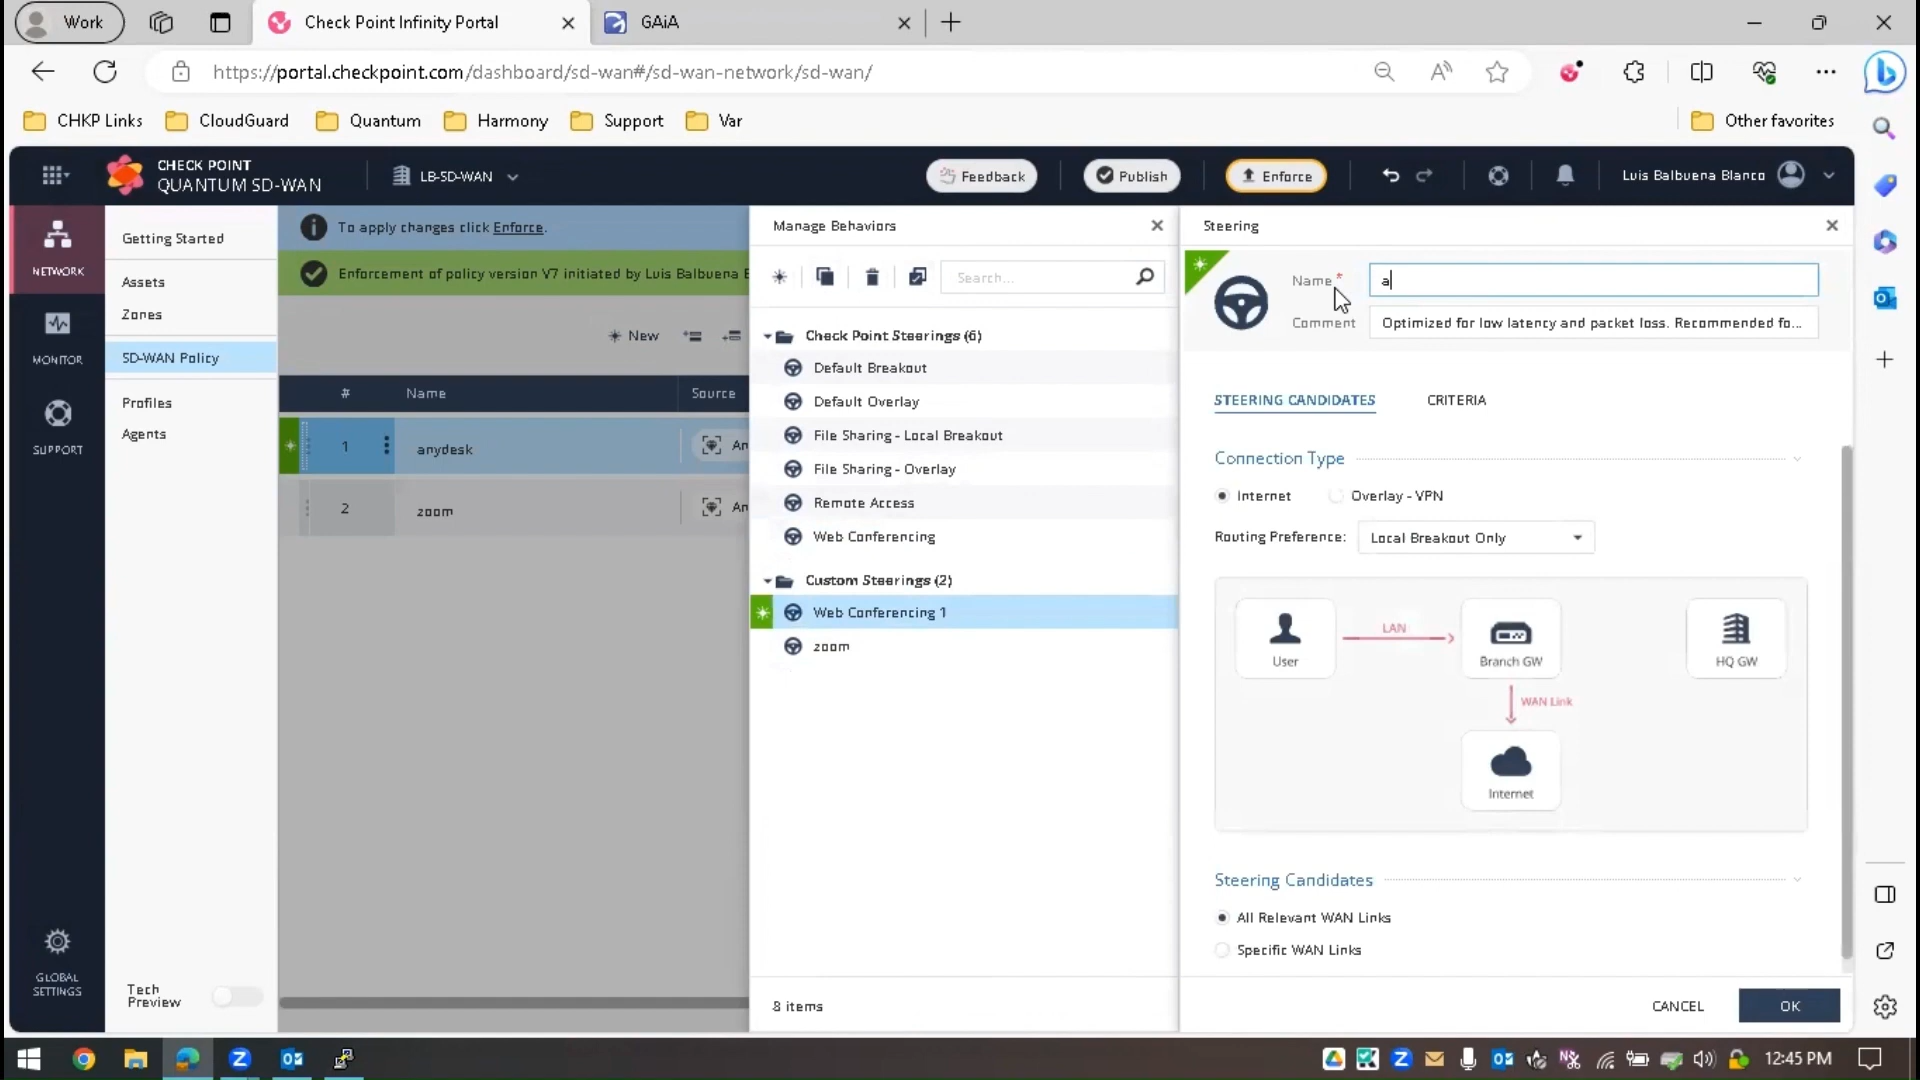 Work
Check Point Infinity Portal
GAiA
https://portal.checkpoint.com/dashboard/sd-wan#/sd-wan-network/sd-wan/
CHKP Links
CloudGuard
Quantum
Harmony
Support
Var
Other favorites
CHECK POINT
QUANTUM SD-WAN
LB-SD-WAN
Feedback
Publish
Enforce
Luis Balbuena Blanco
NETWORK
MONITOR
SUPPORT
GLOBAL
SETTINGS
Getting Started
Assets
Zones
SD-WAN Policy
Profiles
Agents
Tech
Preview
To apply changes click Enforce.
Enforcement of policy version V7 initiated by Luis Balbuena B
New
# Name Source
1 anydesk An
2 zoom An
Manage Behaviors
Search...
Check Point Steerings (6)
Default Breakout
Default Overlay
File Sharing - Local Breakout
File Sharing - Overlay
Remote Access
Web Conferencing
Custom Steerings (2)
Web Conferencing 1
zoom
8 items
Steering
Name * a
Comment Optimized for low latency and packet loss. Recommended fo...
STEERING CANDIDATES CRITERIA
Connection Type
Internet Overlay - VPN
Routing Preference: Local Breakout Only
User
LAN
Branch GW
HQ GW
WAN Link
Internet
Steering Candidates
All Relevant WAN Links
Specific WAN Links
CANCEL OK
12:45 PM